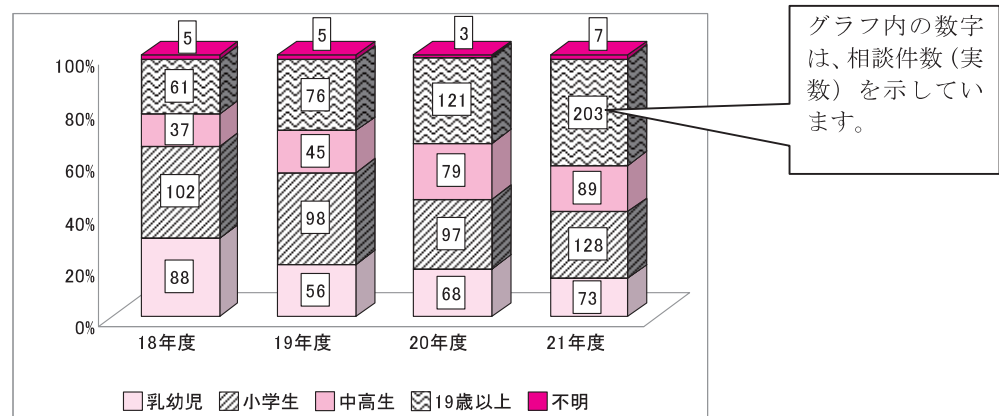 グラフ内の数字
は、相談件数（実
数）を示してい
ます。
5 5 3 7
100%
61 76 121 203
80%
37 45 79 89
60%
102 98 97 128
40%
20%
88 56 68 73
0%
18年度 19年度 20年度 21年度
乳幼児 小学生 中高生 19歳以上 不明